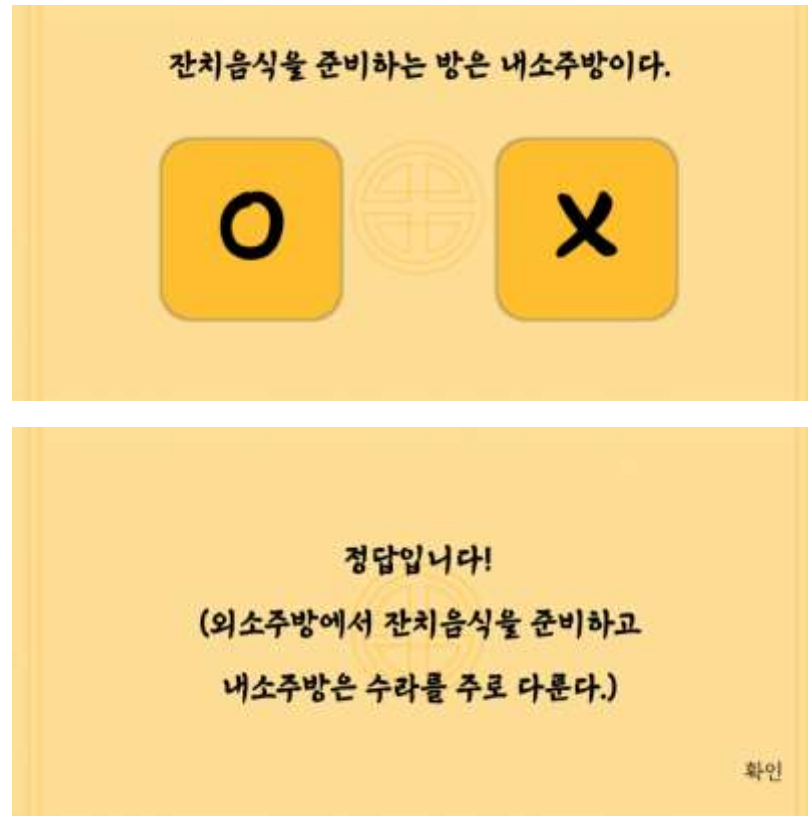 잔치음식을 준비하는 방은 내소주방이다.
O X
정답입니다!
(외소주방에서 잔치음식을 준비하고
내소주방은 수라를 주로 다룬다.)
확인